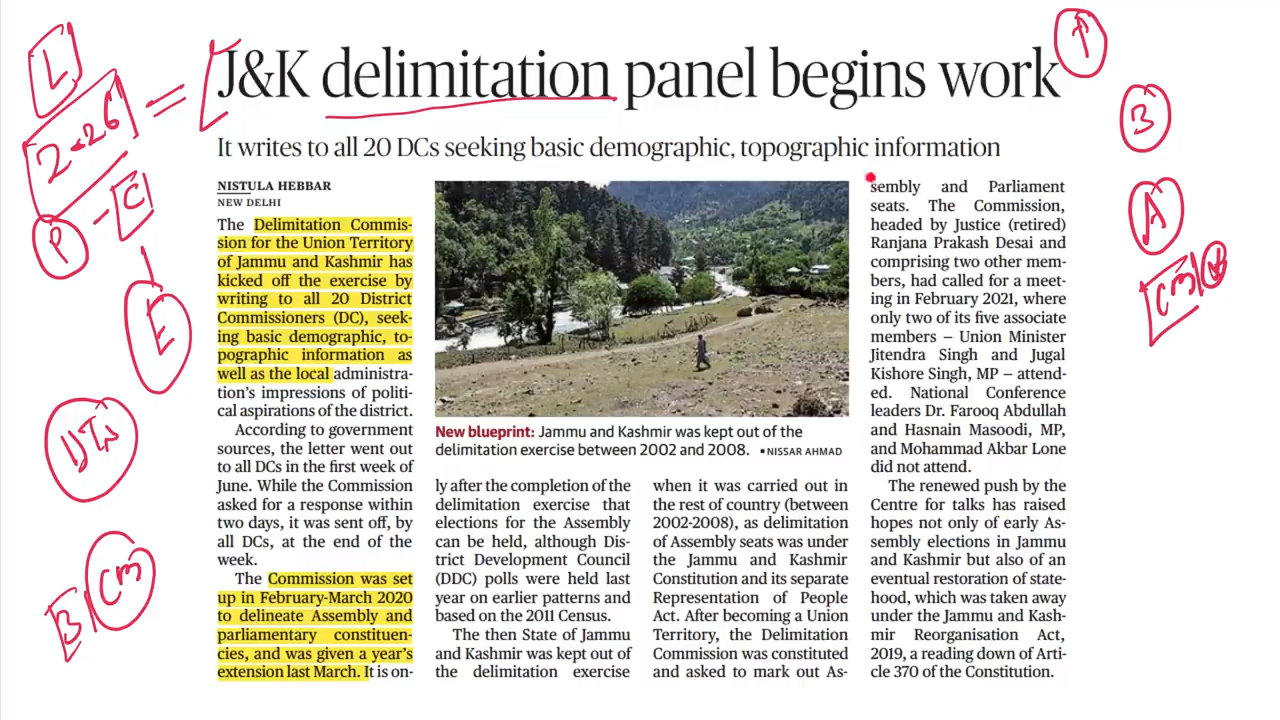 J&K delimitation panel begins work
It writes to all 20 DCs seeking basic demographic, topographic information
NISTULA HEBBAR
NEW DELHI
The Delimitation Commis-
sion for the Union Territory
of Jammu and Kashmir has
kicked off the exercise by
writing to all 20 District
Commissioners (DC), seek-
ing basic demographic, to-
pographic information as
well as the local administra-
tion's impressions of politi-
cal aspirations of the district.
According to government
sources, the letter went out
to all DCs in the first week of
June. While the Commission
asked for a response within
two days, it was sent off, by
all DCs, at the end of the
week.
The Commission was set
up in February-March 2020
to delineate Assembly and
parliamentary constituen-
cies, and was given a year's
extension last March. It is on-
New blueprint: Jammu and Kashmir was kept out of the
delimitation exercise between 2002 and 2008. ▪ NISSAR AHMAD
ly after the completion of the
delimitation exercise that
elections for the Assembly
can be held, although Dis-
trict Development Council
(DDC) polls were held last
year on earlier patterns and
based on the 2011 Census.
The then State of Jammu
and Kashmir was kept out of
the delimitation exercise
when it was carried out in
the rest of country (between
2002-2008), as delimitation
of Assembly seats was under
the Jammu and Kashmir
Constitution and its separate
Representation of People
Act. After becoming a Union
Territory, the Delimitation
Commission was constituted
and asked to mark out As-
sembly and Parliament
seats. The Commission,
headed by Justice (retired)
Ranjana Prakash Desai and
comprising two other mem-
bers, had called for a meet-
ing in February 2021, where
only two of its five associate
members – Union Minister
Jitendra Singh and Jugal
Kishore Singh, MP – attend-
ed. National Conference
leaders Dr. Farooq Abdullah
and Hasnain Masoodi, MP,
and Mohammad Akbar Lone
did not attend.
The renewed push by the
Centre for talks has raised
hopes not only of early As-
sembly elections in Jammu
and Kashmir but also of an
eventual restoration of state-
hood, which was taken away
under the Jammu and Kash-
mir Reorganisation Act,
2019, a reading down of Arti-
cle 370 of the Constitution.
L
P
C
E
B
CM
A